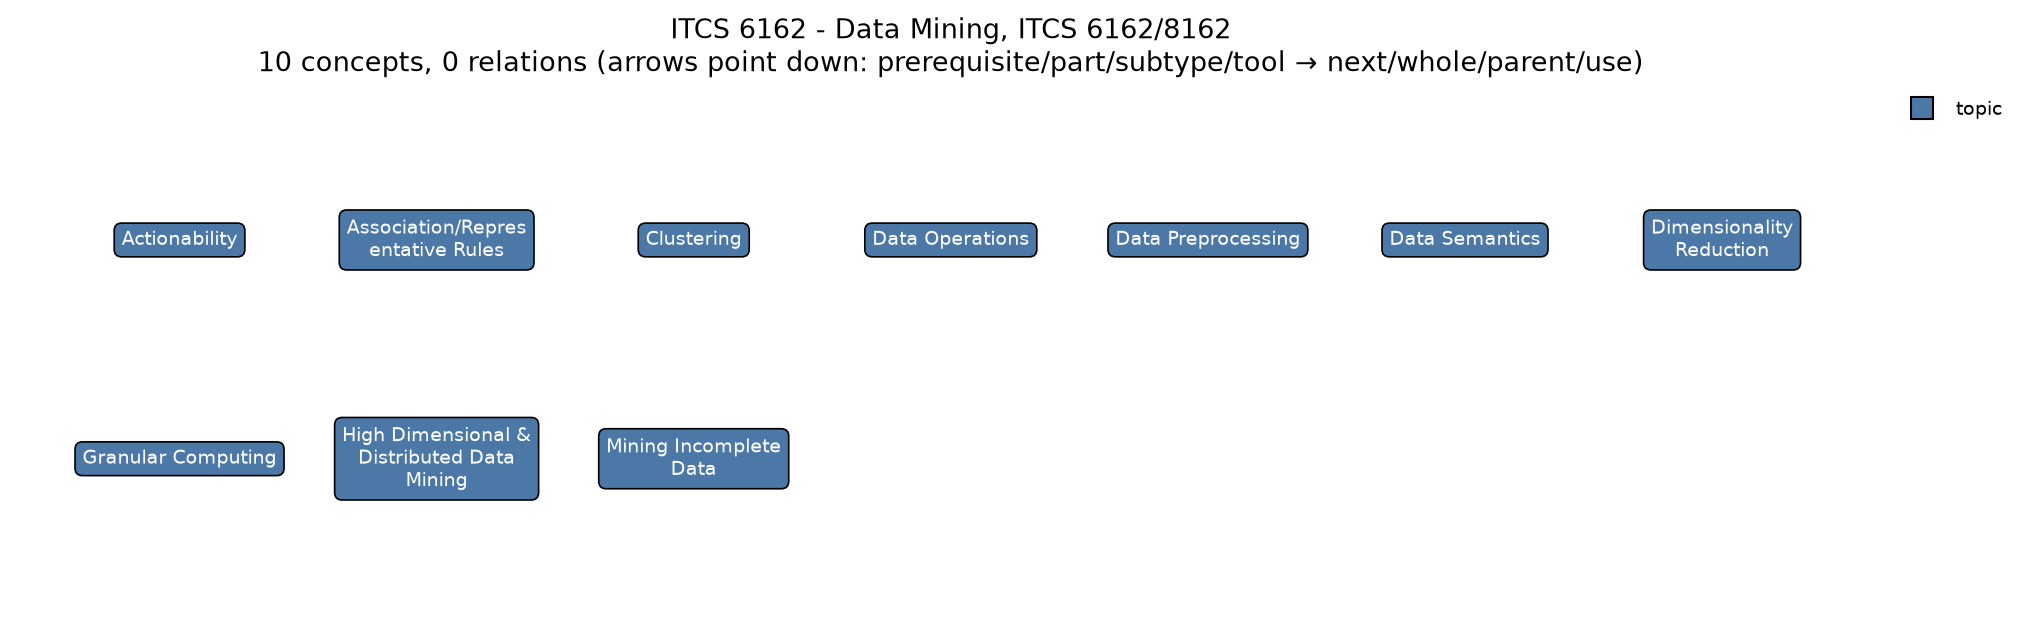 ITCS 6162 - Data Mining, ITCS 6162/8162
10 concepts, 0 relations (arrows point down: prerequisite/part/subtype/tool → next/whole/parent/use)
topic
Actionability
Association/Repres
entative Rules
Clustering
Data Operations
Data Preprocessing
Data Semantics
Dimensionality
Reduction
Granular Computing
High Dimensional &
Distributed Data
Mining
Mining Incomplete
Data